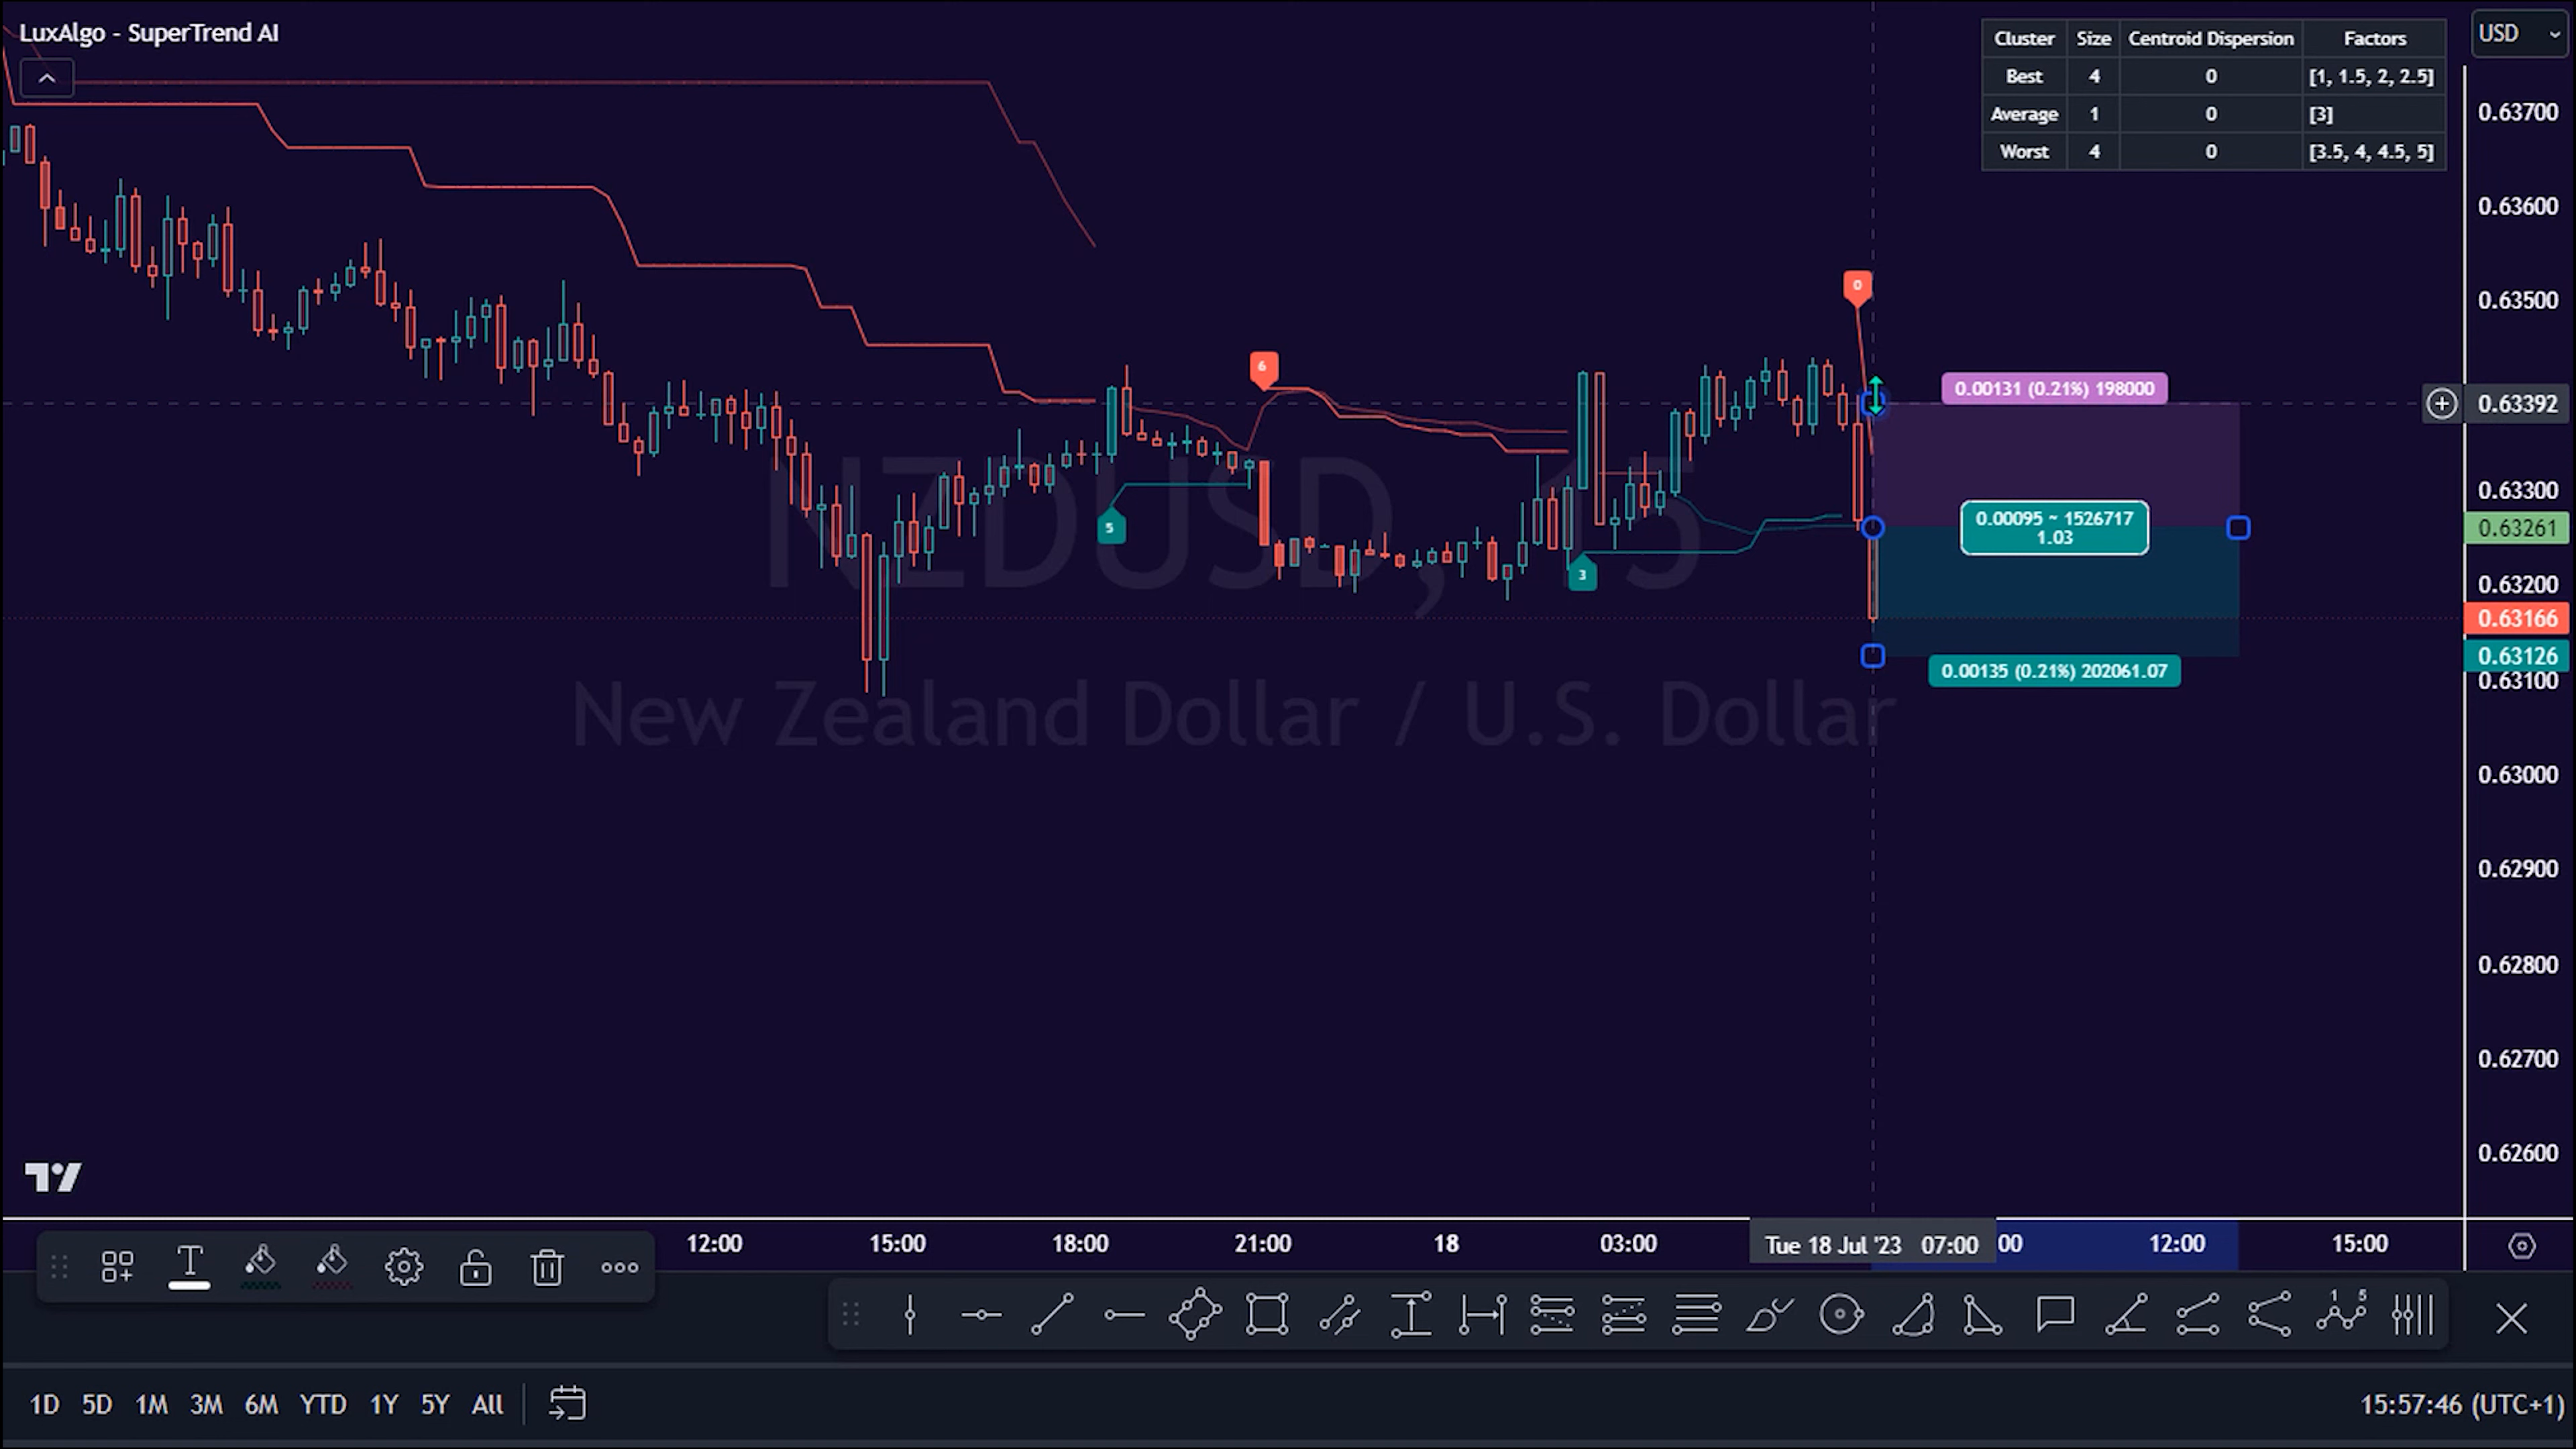 LuxAlgo - SuperTrend AI
Cluster Size Centroid Dispersion Factors
Best 4 0 [1, 1.5, 2, 2.5]
Average 1 0 [3]
Worst 4 0 [3.5, 4, 4.5, 5]
USD
0.63700
0.63600
0.63500
0.63392
0.63300
0.63261
0.63200
0.63166
0.63126
0.63100
0.63000
0.62900
0.62800
0.62700
0.62600
0
6
5
3
0.00131 (0.21%) 198000
0.00095 ~ 1526717
1.03
0.00135 (0.21%) 202061.07
NZDUSD, 15
New Zealand Dollar / U.S. Dollar
12:00 15:00 18:00 21:00 18 03:00 Tue 18 Jul '23 07:00 00 12:00 15:00
T
1 5
1D 5D 1M 3M 6M YTD 1Y 5Y All
15:57:46 (UTC+1)